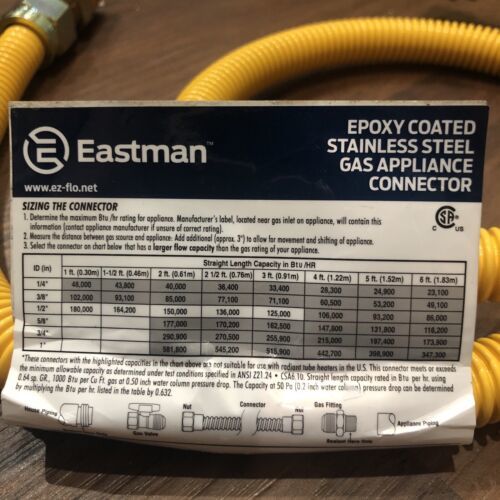 Eastman™
www.ez-flo.net
EPOXY COATED
STAINLESS STEEL
GAS APPLIANCE
CONNECTOR
SIZING THE CONNECTOR
1. Determine the maximum Btu /hr rating for appliance. Manufacturer's label, located near gas inlet on appliance, will contain this
information (contact appliance manufacturer if unsure of correct rating).
2. Measure the distance between gas source and appliance. Add additional (approx. 3") to allow for movement and shifting of appliance.
3. Select the connector on chart below that has a larger flow capacity than the gas rating of your appliance.
C US
ID (in) Straight Length Capacity in Btu /HR
1 ft (0.30m) 1-1/2 ft (0.46m) 2 ft (0.61m) 2 1/2 ft (0.76m) 3 ft (0.91m) 4 ft (1.22m) 5 ft (1.52m) 6 ft (1.83m)
1/4" 48,000 43,800 40,000 36,400 33,400 28,300 24,900 23,100
3/8" 102,000 93,100 85,000 77,100 71,100 60,500 53,200 49,100
1/2" 180,000 164,200 150,000 136,000 125,000 106,000 93,200 86,000
5/8" 177,000 170,200 162,500 147,800 131,800 118,200
3/4" 290,900 270,500 255,500 215,000 197,400 173,800
1" 581,800 545,200 515,900 442,700 398,900 347,300
*These connectors with the highlighted capacities in the chart above are not suitable for use with radiant tube heaters in the U.S. This connector meets or exceeds
the minimum allowable capacity as determined under test conditions specified in ANSI Z21.24 • CSA6.10. Straight length capacity rated in Btu per hr. using
0.64 sp. GR, 1000 Btu per Cu Ft. gas at 0.50 inch water column pressure drop. The Capacity at 50 Pa (0.2 inch water column) pressure drop can be determined
by multiplying the Btu per hr. listed in the table by 0.632.
House Piping
Gas Valve
Nut
Connector
Nut
Gas Fitting
Appliance Piping